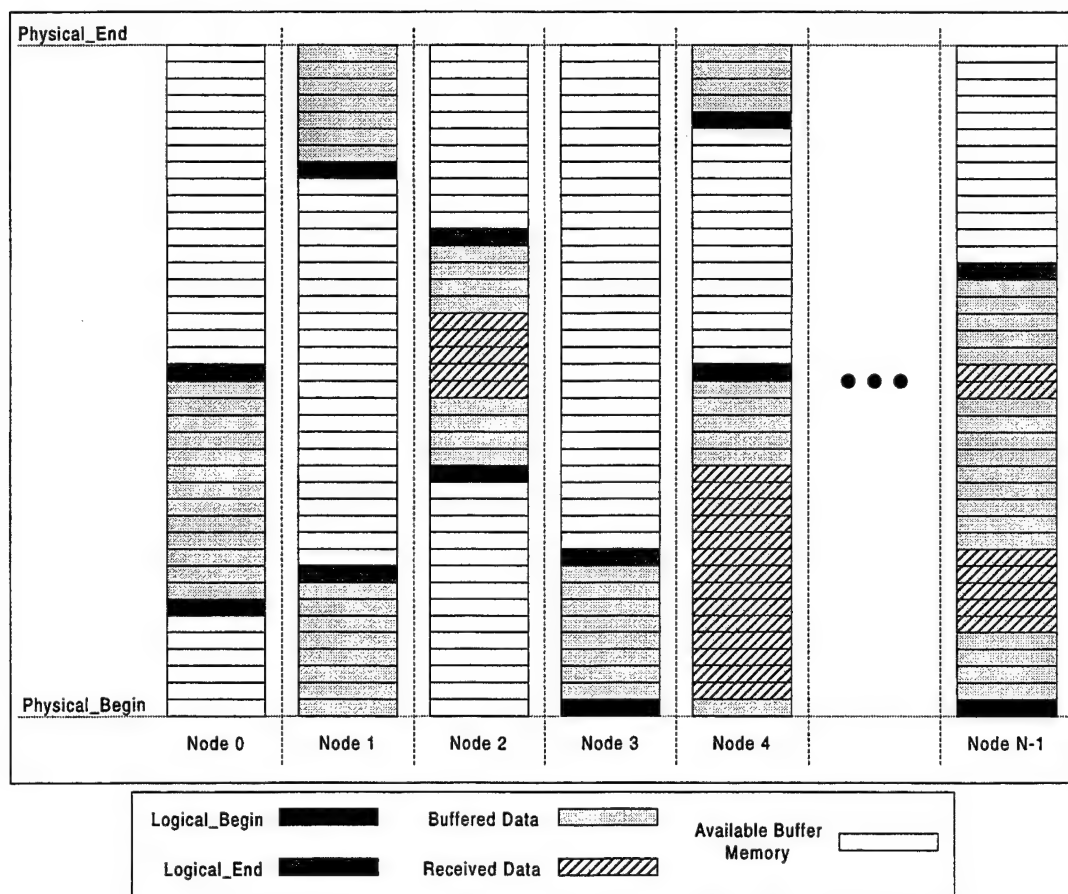 Physical_End
Physical_Begin
Node 0
Node 1
Node 2
Node 3
Node 4
Node N-1
Logical_Begin
Buffered Data
Available Buffer
Memory
Logical_End
Received Data